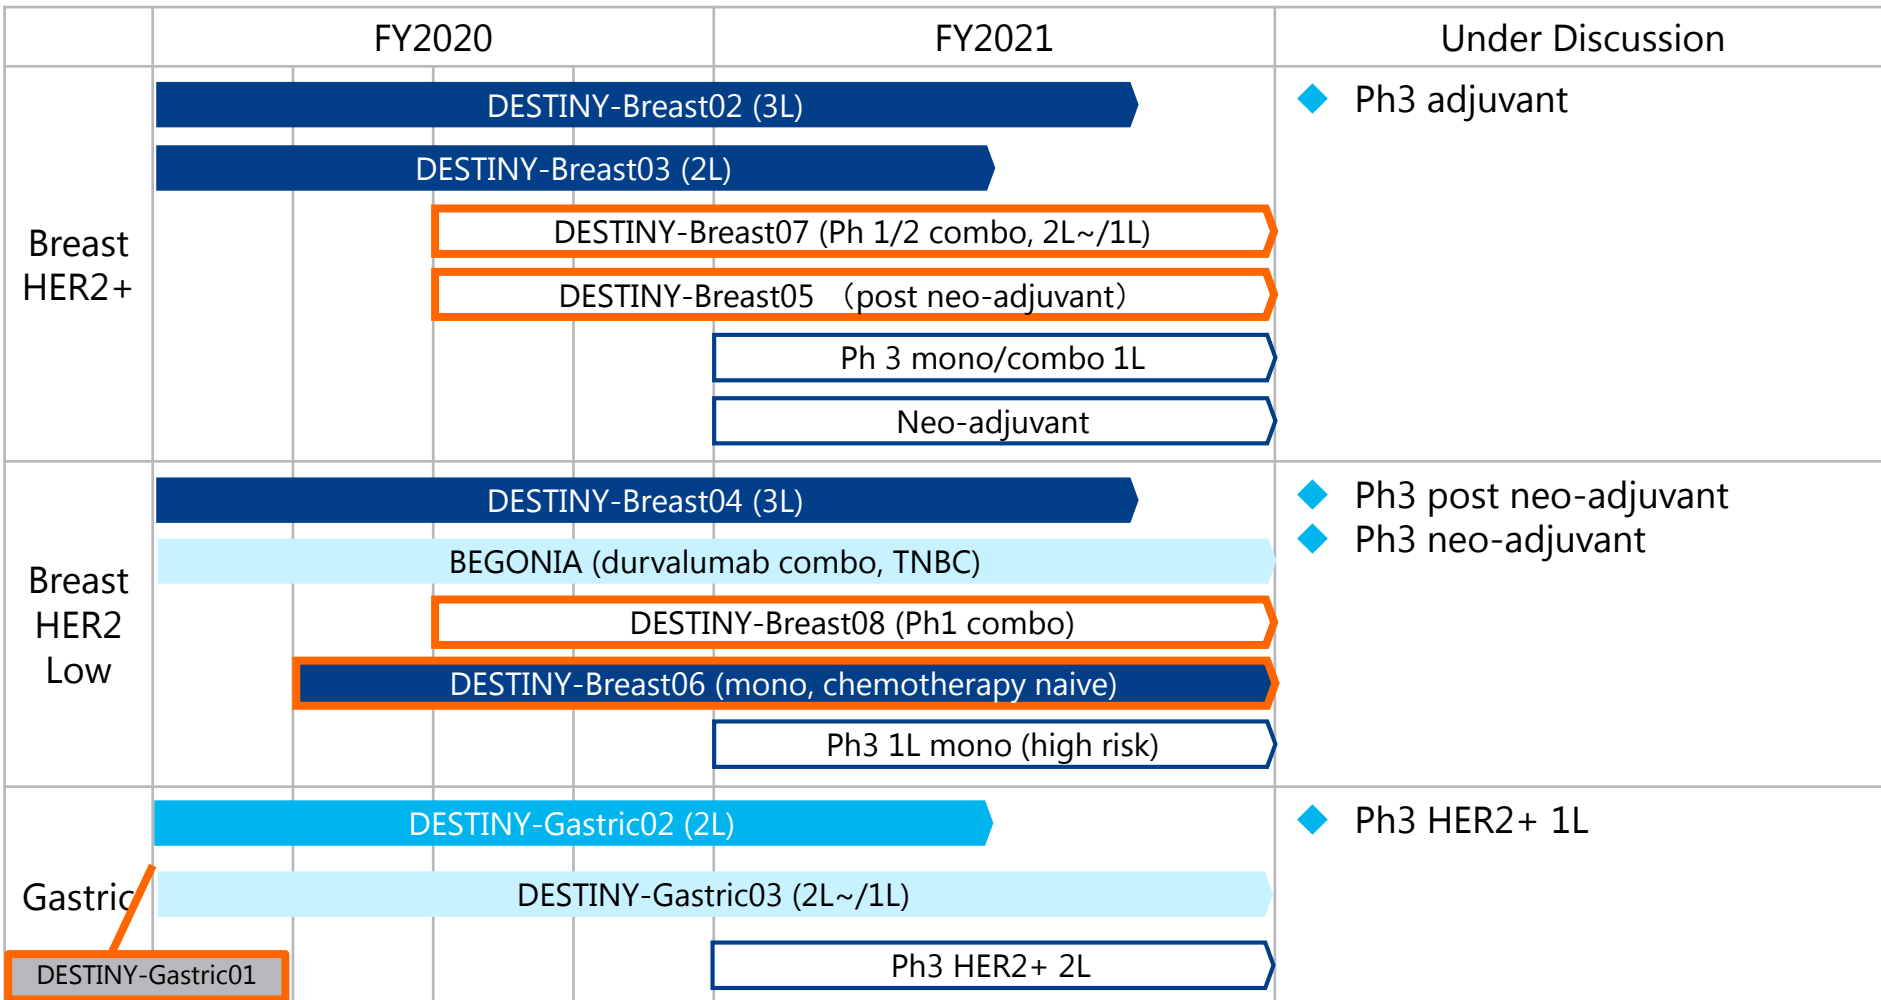 FY2020
FY2021
Under Discussion
Breast
HER2+
DESTINY-Breast02 (3L)
DESTINY-Breast03 (2L)
DESTINY-Breast07 (Ph 1/2 combo, 2L~/1L)
DESTINY-Breast05 （post neo-adjuvant）
Ph 3 mono/combo 1L
Neo-adjuvant
Ph3 adjuvant
Breast
HER2
Low
DESTINY-Breast04 (3L)
BEGONIA (durvalumab combo, TNBC)
DESTINY-Breast08 (Ph1 combo)
DESTINY-Breast06 (mono, chemotherapy naive)
Ph3 1L mono (high risk)
Ph3 post neo-adjuvant
Ph3 neo-adjuvant
Gastric
DESTINY-Gastric02 (2L)
DESTINY-Gastric03 (2L~/1L)
Ph3 HER2+ 2L
DESTINY-Gastric01
Ph3 HER2+ 1L